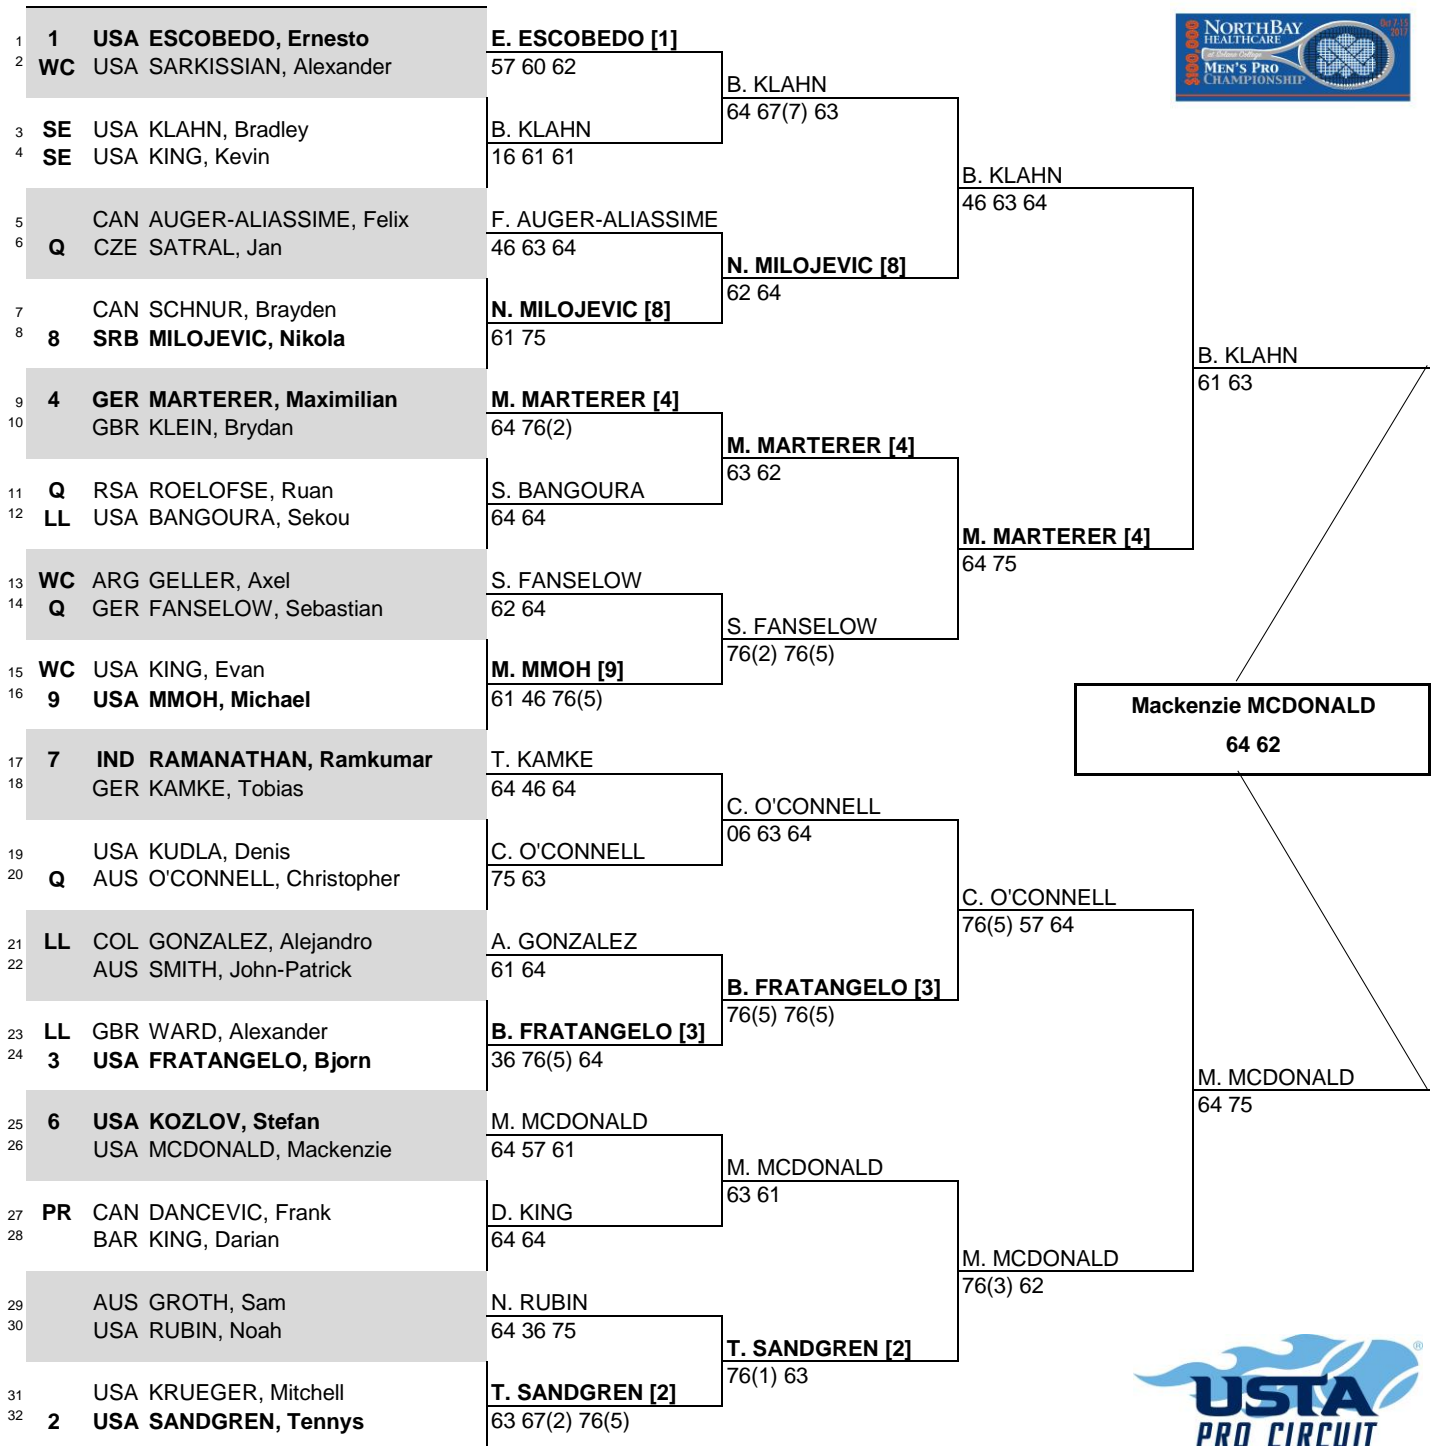 1 1 USA ESCOBEDO, Ernesto
2 WC USA SARKISSIAN, Alexander
3 SE USA KLAHN, Bradley
4 SE USA KING, Kevin
5 CAN AUGER-ALIASSIME, Felix
6 Q CZE SATRAL, Jan
7 CAN SCHNUR, Brayden
8 8 SRB MILOJEVIC, Nikola
9 4 GER MARTERER, Maximilian
10 GBR KLEIN, Brydan
11 Q RSA ROELOFSE, Ruan
12 LL USA BANGOURA, Sekou
13 WC ARG GELLER, Axel
14 Q GER FANSELOW, Sebastian
15 WC USA KING, Evan
16 9 USA MMOH, Michael
17 7 IND RAMANATHAN, Ramkumar
18 GER KAMKE, Tobias
19 USA KUDLA, Denis
20 Q AUS O'CONNELL, Christopher
21 LL COL GONZALEZ, Alejandro
22 AUS SMITH, John-Patrick
23 LL GBR WARD, Alexander
24 3 USA FRATANGELO, Bjorn
25 6 USA KOZLOV, Stefan
26 USA MCDONALD, Mackenzie
27 PR CAN DANCEVIC, Frank
28 BAR KING, Darian
29 AUS GROTH, Sam
30 USA RUBIN, Noah
31 USA KRUEGER, Mitchell
32 2 USA SANDGREN, Tennys
E. ESCOBEDO [1]
57 60 62
B. KLAHN
16 61 61
F. AUGER-ALIASSIME
46 63 64
N. MILOJEVIC [8]
61 75
M. MARTERER [4]
64 76(2)
S. BANGOURA
64 64
S. FANSELOW
62 64
M. MMOH [9]
61 46 76(5)
T. KAMKE
64 46 64
C. O'CONNELL
75 63
A. GONZALEZ
61 64
B. FRATANGELO [3]
36 76(5) 64
M. MCDONALD
64 57 61
D. KING
64 64
N. RUBIN
64 36 75
T. SANDGREN [2]
63 67(2) 76(5)
B. KLAHN
64 67(7) 63
N. MILOJEVIC [8]
62 64
M. MARTERER [4]
63 62
S. FANSELOW
76(2) 76(5)
C. O'CONNELL
06 63 64
B. FRATANGELO [3]
76(5) 76(5)
M. MCDONALD
63 61
T. SANDGREN [2]
76(1) 63
B. KLAHN
46 63 64
M. MARTERER [4]
64 75
C. O'CONNELL
76(5) 57 64
M. MCDONALD
76(3) 62
B. KLAHN
61 63
M. MCDONALD
64 75
Mackenzie MCDONALD
64 62
$100,000
NORTHBAY
HEALTHCARE
MEN'S PRO
CHAMPIONSHIP
Oct 7-15
2017
USTA
PRO CIRCUIT
®